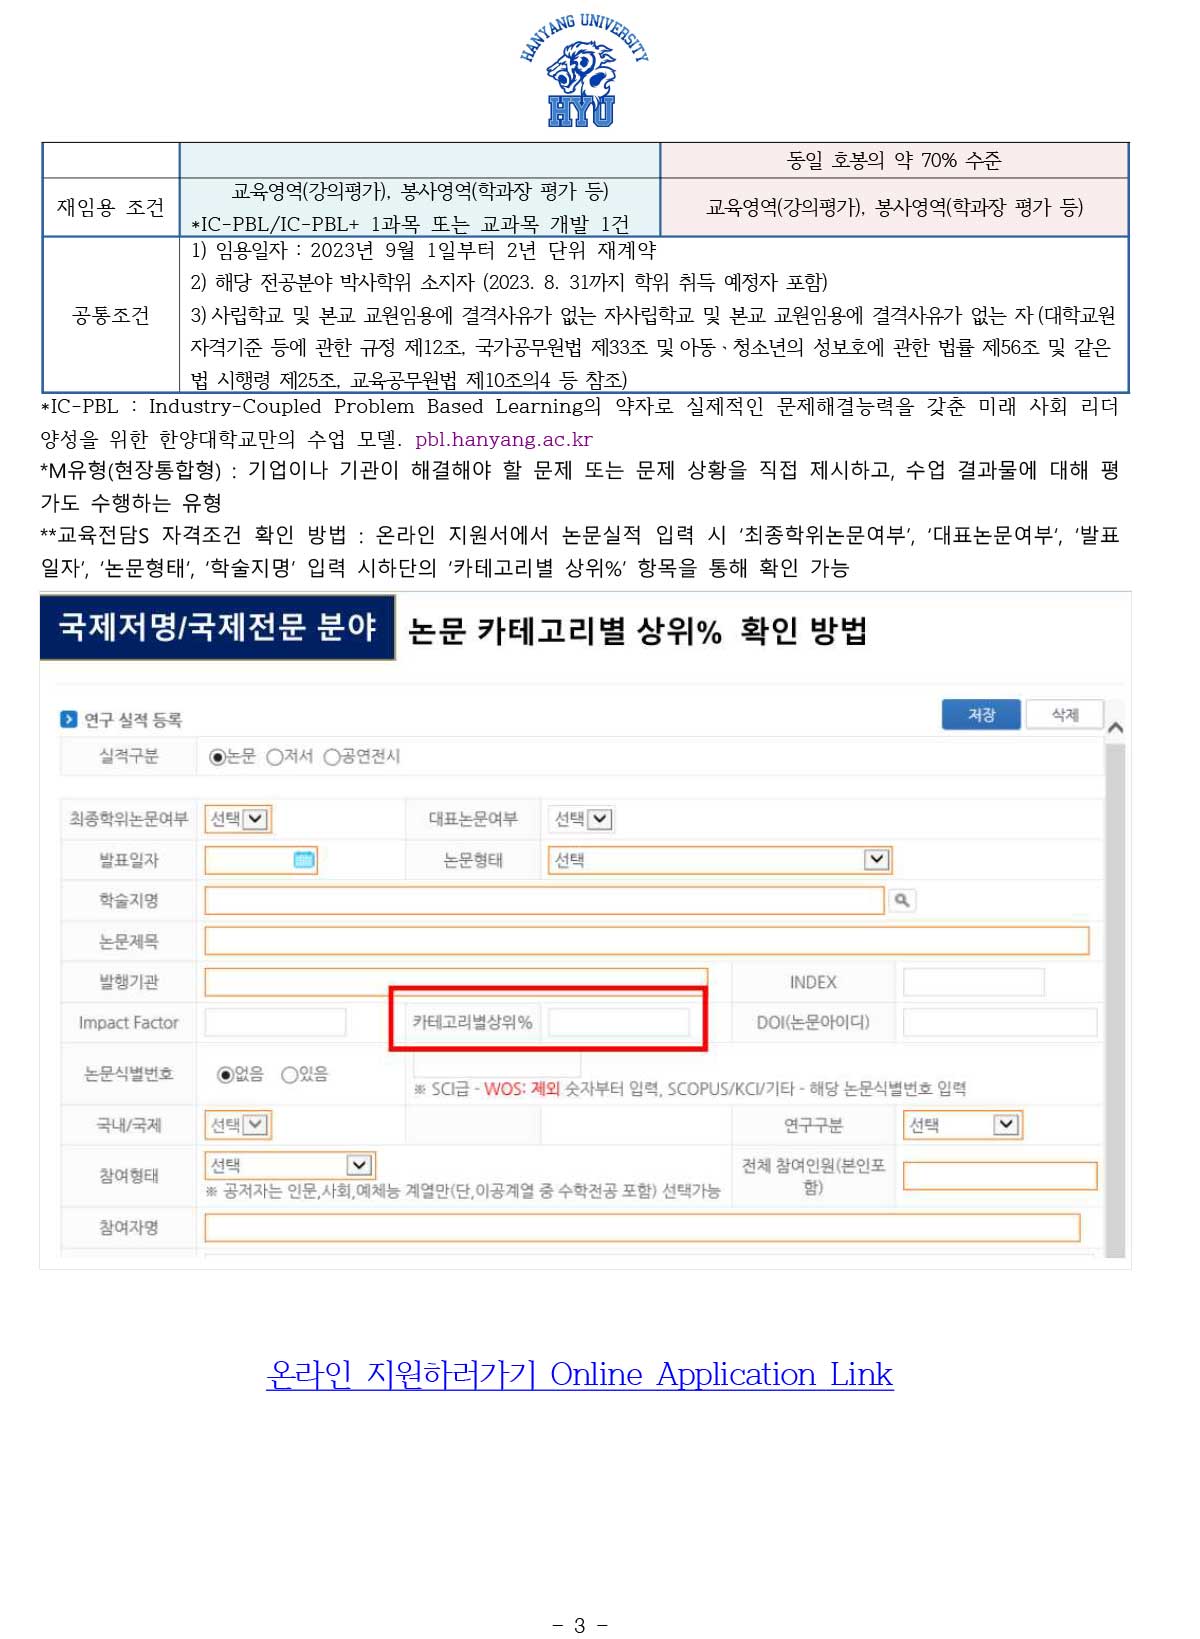 HANYANG UNIVERSITY
HYU
동일 호봉의 약 70% 수준
재임용 조건
교육영역(강의평가), 봉사영역(학과장 평가 등)
*IC-PBL/IC-PBL+ 1과목 또는 교과목 개발 1건
교육영역(강의평가), 봉사영역(학과장 평가 등)
공통조건
1) 임용일자 : 2023년 9월 1일부터 2년 단위 재계약
2) 해당 전공분야 박사학위 소지자 (2023. 8. 31까지 학위 취득 예정자 포함)
3) 사립학교 및 본교 교원임용에 결격사유가 없는 자사립학교 및 본교 교원임용에 결격사유가 없는 자 (대학교원
자격기준 등에 관한 규정 제12조, 국가공무원법 제33조 및 아동ㆍ청소년의 성보호에 관한 법률 제56조 및 같은
법 시행령 제25조, 교육공무원법 제10조의4 등 참조)
*IC-PBL : Industry-Coupled Problem Based Learning의 약자로 실제적인 문제해결능력을 갖춘 미래 사회 리더
양성을 위한 한양대학교만의 수업 모델. pbl.hanyang.ac.kr
*M유형(현장통합형) : 기업이나 기관이 해결해야 할 문제 또는 문제 상황을 직접 제시하고, 수업 결과물에 대해 평
가도 수행하는 유형
**교육전담S 자격조건 확인 방법 : 온라인 지원서에서 논문실적 입력 시 ‘최종학위논문여부’, ‘대표논문여부‘, ‘발표
일자’, ‘논문형태‘, ‘학술지명’ 입력 시하단의 ‘카테고리별 상위%’ 항목을 통해 확인 가능
국제저명/국제전문 분야 논문 카테고리별 상위% 확인 방법
연구 실적 등록 저장 삭제
실적구분 논문 저서 공연전시
최종학위논문여부 선택 대표논문여부 선택
발표일자 논문형태 선택
학술지명
논문제목
발행기관 INDEX
Impact Factor 카테고리별상위% DOI(논문아이디)
논문식별번호 없음 있음
※ SCI급 - WOS: 제외 숫자부터 입력, SCOPUS/KCI/기타 - 해당 논문식별번호 입력
국내/국제 선택 연구구분 선택
참여형태 선택 전체 참여인원(본인포
함)
※ 공저자는 인문,사회,예체능 계열만(단,이공계열 중 수학전공 포함) 선택가능
참여자명
온라인 지원하러가기 Online Application Link
- 3 -